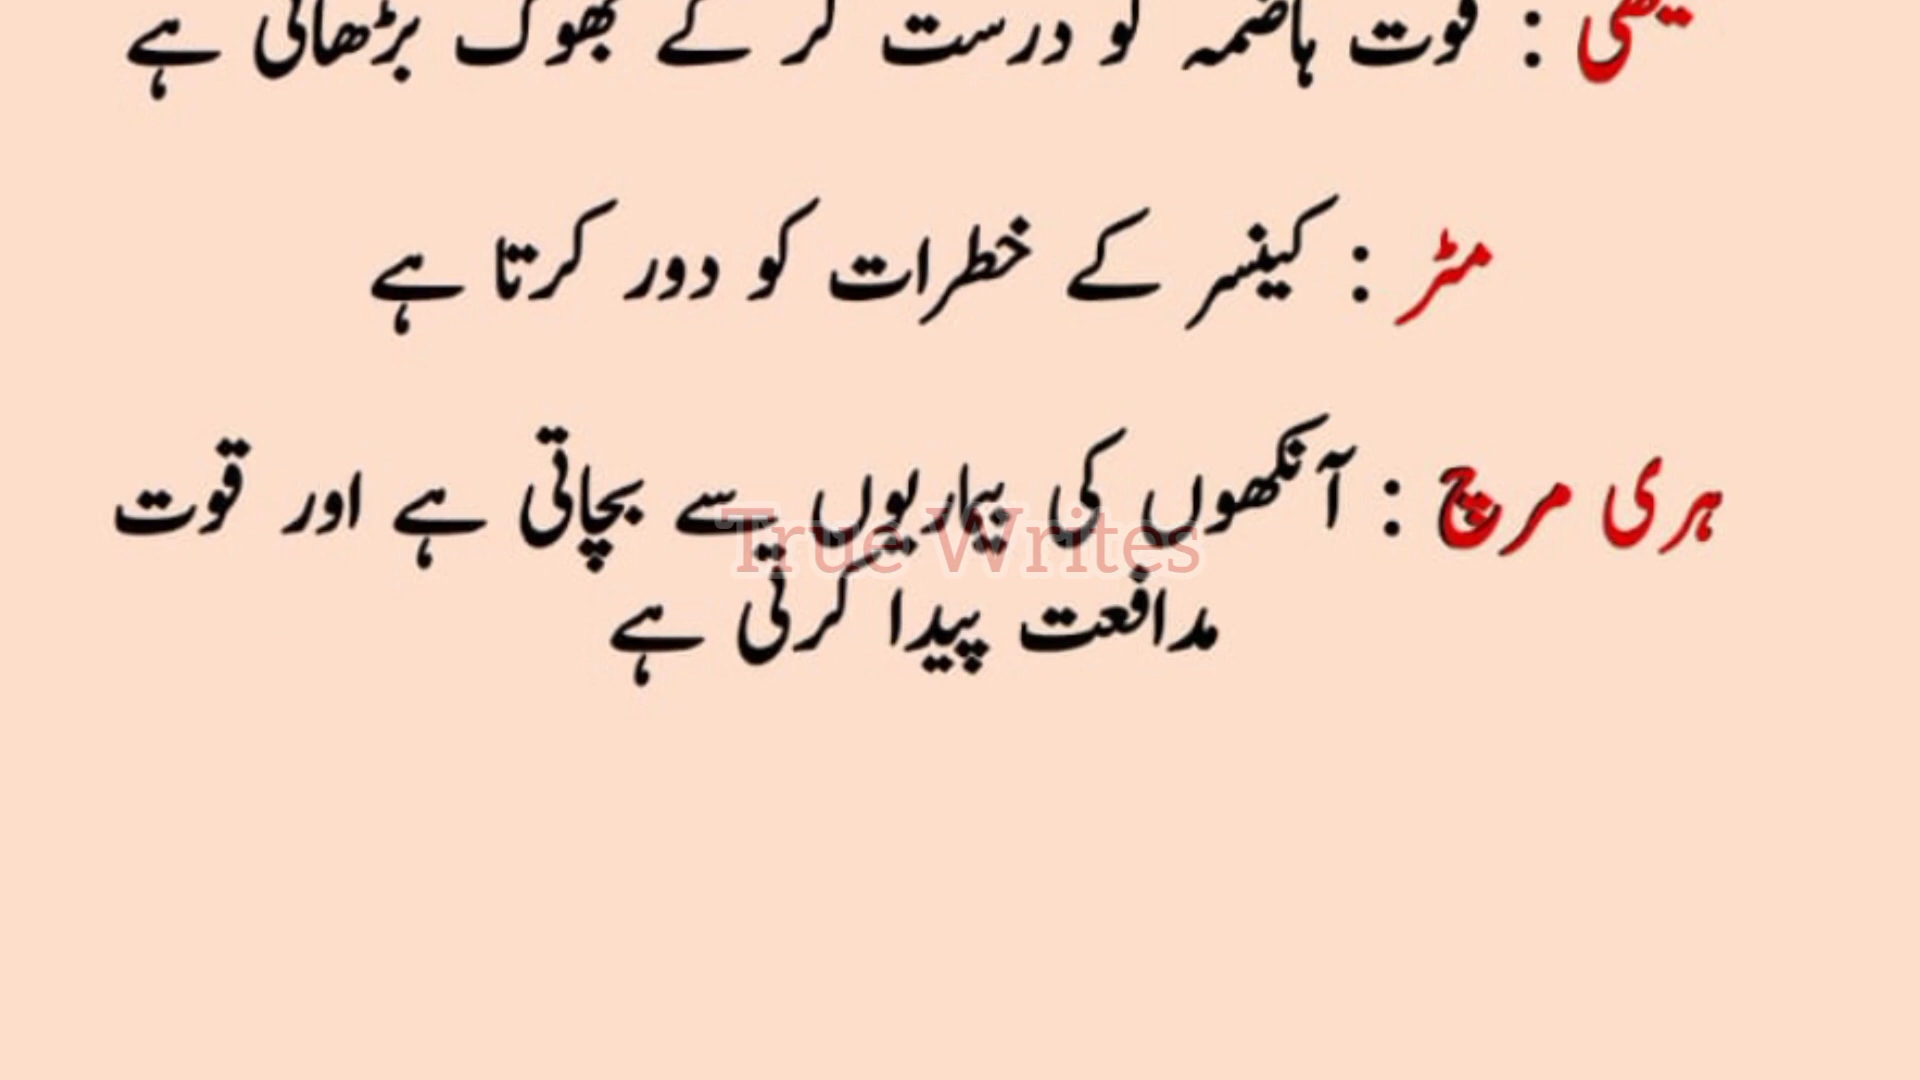 : قوت ہاضمہ کو درست کر کے بھوک بڑھاتی ہے
مٹر : کینسر کے خطرات کو دور کرتا ہے
ہری مرچ : آنکھوں کی بیماریوں سے بچاتی ہے اور قوت
True Writes
مدافعت پیدا کرتی ہے